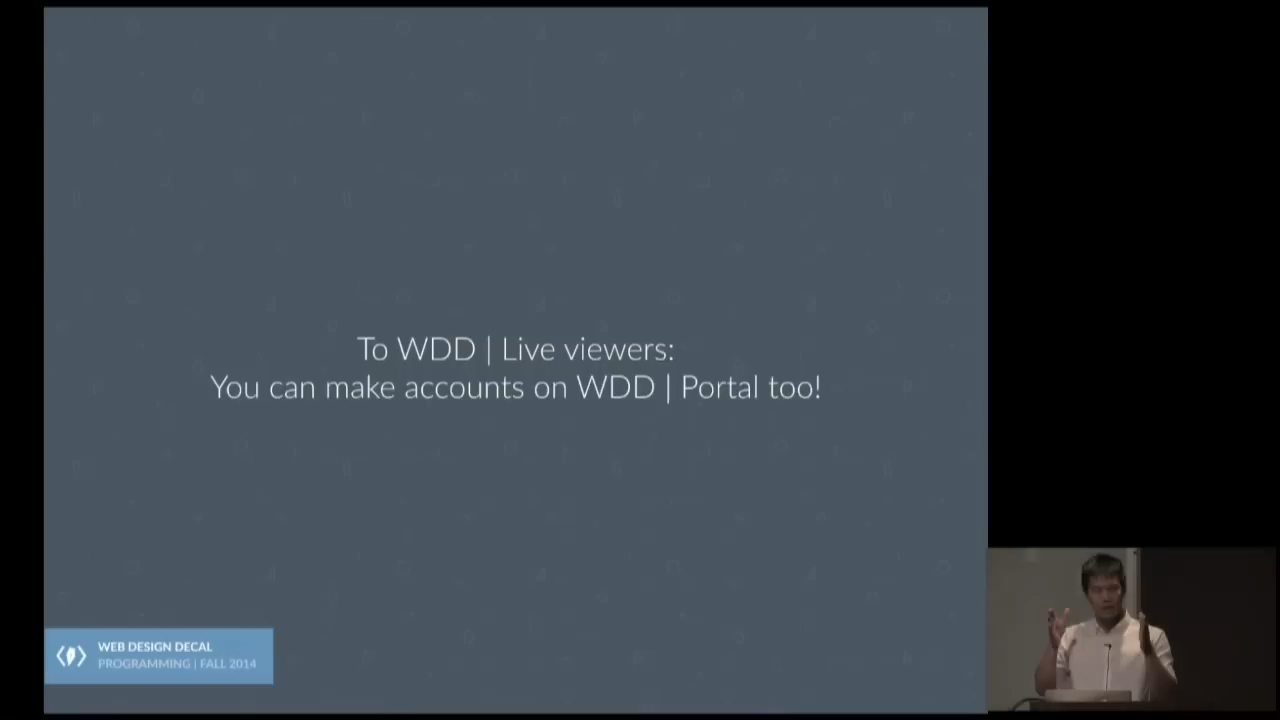 To WDD | Live viewers:
You can make accounts on WDD | Portal too!
WEB DESIGN DECAL
PROGRAMMING | FALL 2014